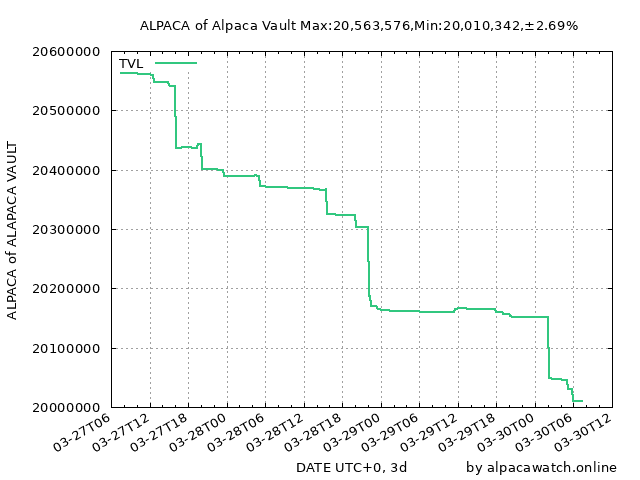 ALPACA of Alpaca Vault Max:20,563,576,Min:20,010,342,±2.69%
TVL
20600000
20500000
20400000
20300000
20200000
20100000
20000000
ALPACA of ALAPACA VAULT
03-27T06
03-27T12
03-27T18
03-28T00
03-28T06
03-28T12
03-28T18
03-29T00
03-29T06
03-29T12
03-29T18
03-30T00
03-30T06
03-30T12
DATE UTC+0, 3d
by alpacawatch.online